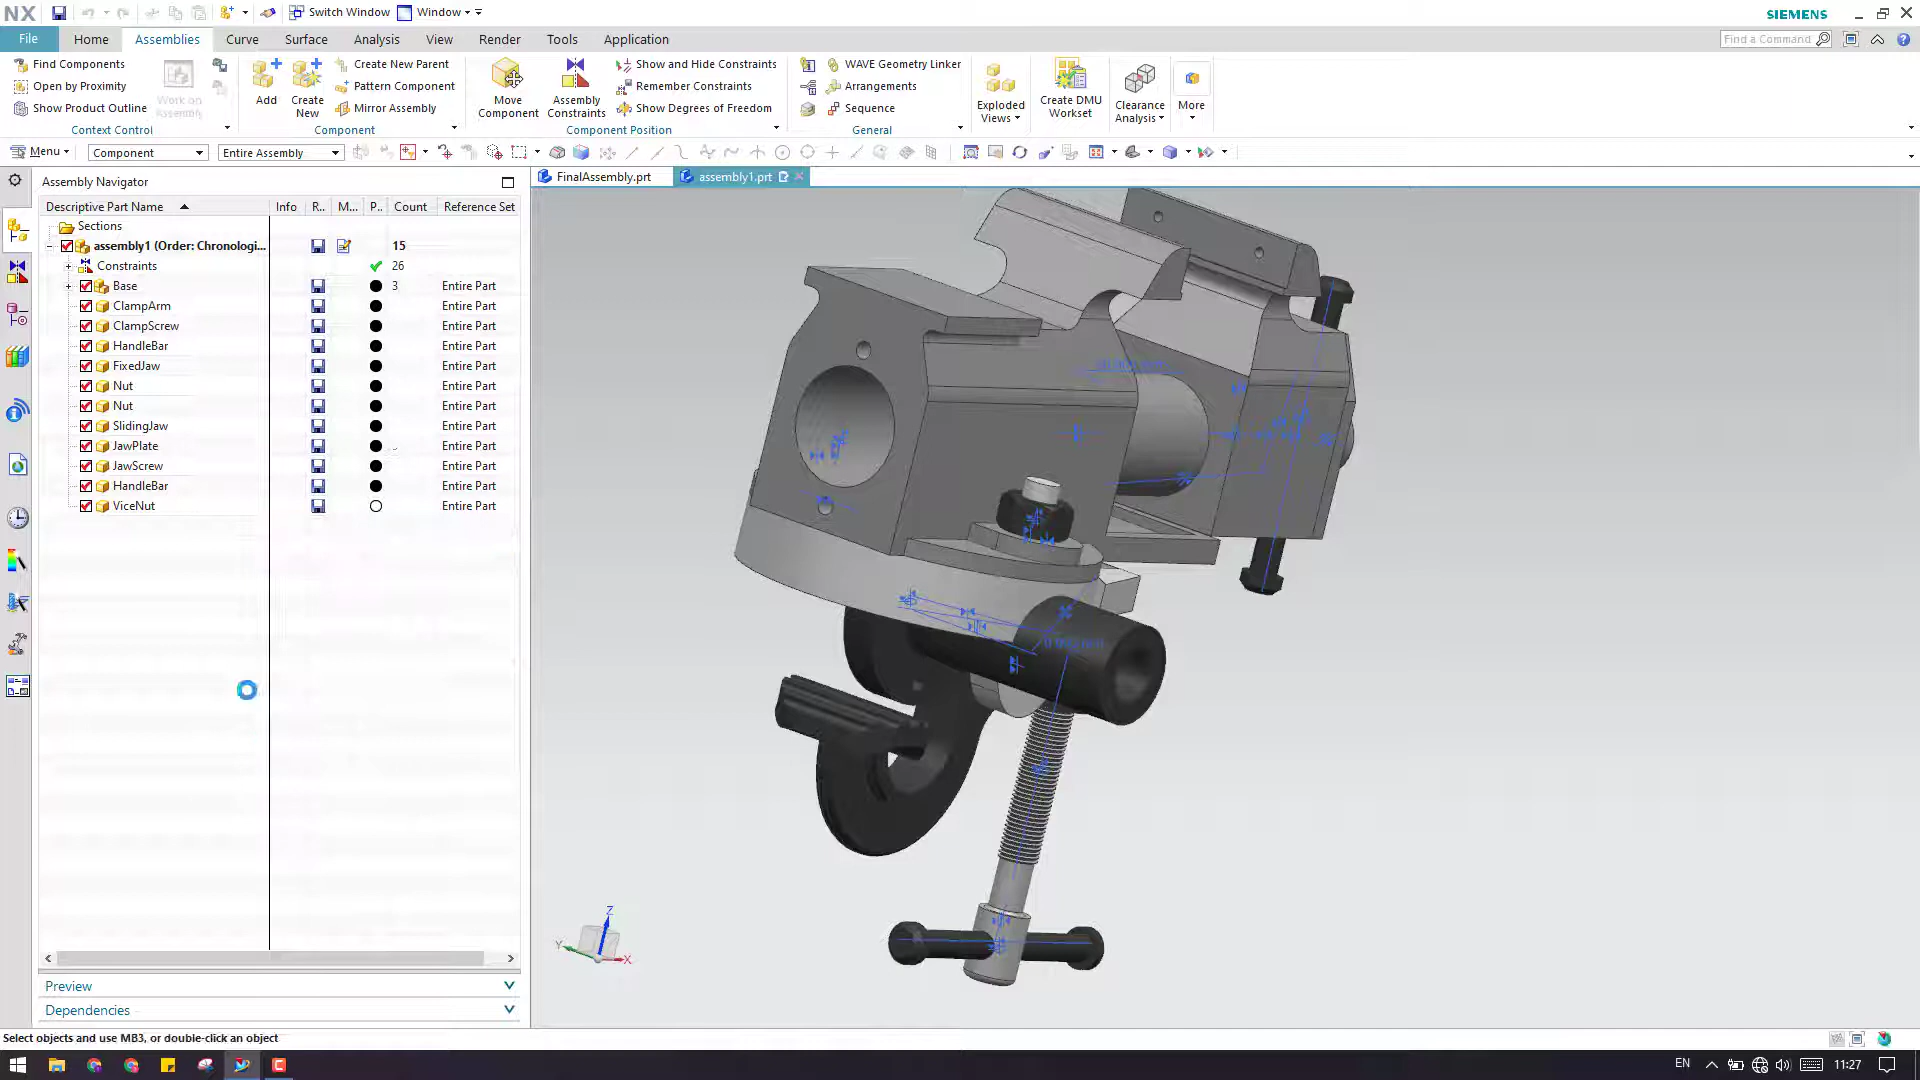 NX Switch Window Window SIEMENS
File Home Assemblies Curve Surface Analysis View Render Tools Application Find a Command
Find Components
Open by Proximity
Show Product Outline
Work on Assembly
Context Control
Add
Create New
Create New Parent
Pattern Component
Mirror Assembly
Component
Move Component
Assembly Constraints
Show and Hide Constraints
Remember Constraints
Show Degrees of Freedom
Component Position
WAVE Geometry Linker
Arrangements
Sequence
General
Exploded Views
Create DMU Workset
Clearance Analysis
More
Menu Component Entire Assembly
Assembly Navigator
FinalAssembly.prt assembly1.prt
Descriptive Part Name Info R.. M... P.. Count Reference Set
Sections
assembly1 (Order: Chronologi... 15
Constraints 26
Base 3 Entire Part
ClampArm Entire Part
ClampScrew Entire Part
HandleBar Entire Part
FixedJaw Entire Part
Nut Entire Part
Nut Entire Part
SlidingJaw Entire Part
JawPlate Entire Part
JawScrew Entire Part
HandleBar Entire Part
ViceNut Entire Part
Z
Y
X
Preview
Dependencies
Select objects and use MB3, or double-click an object
EN 11:27